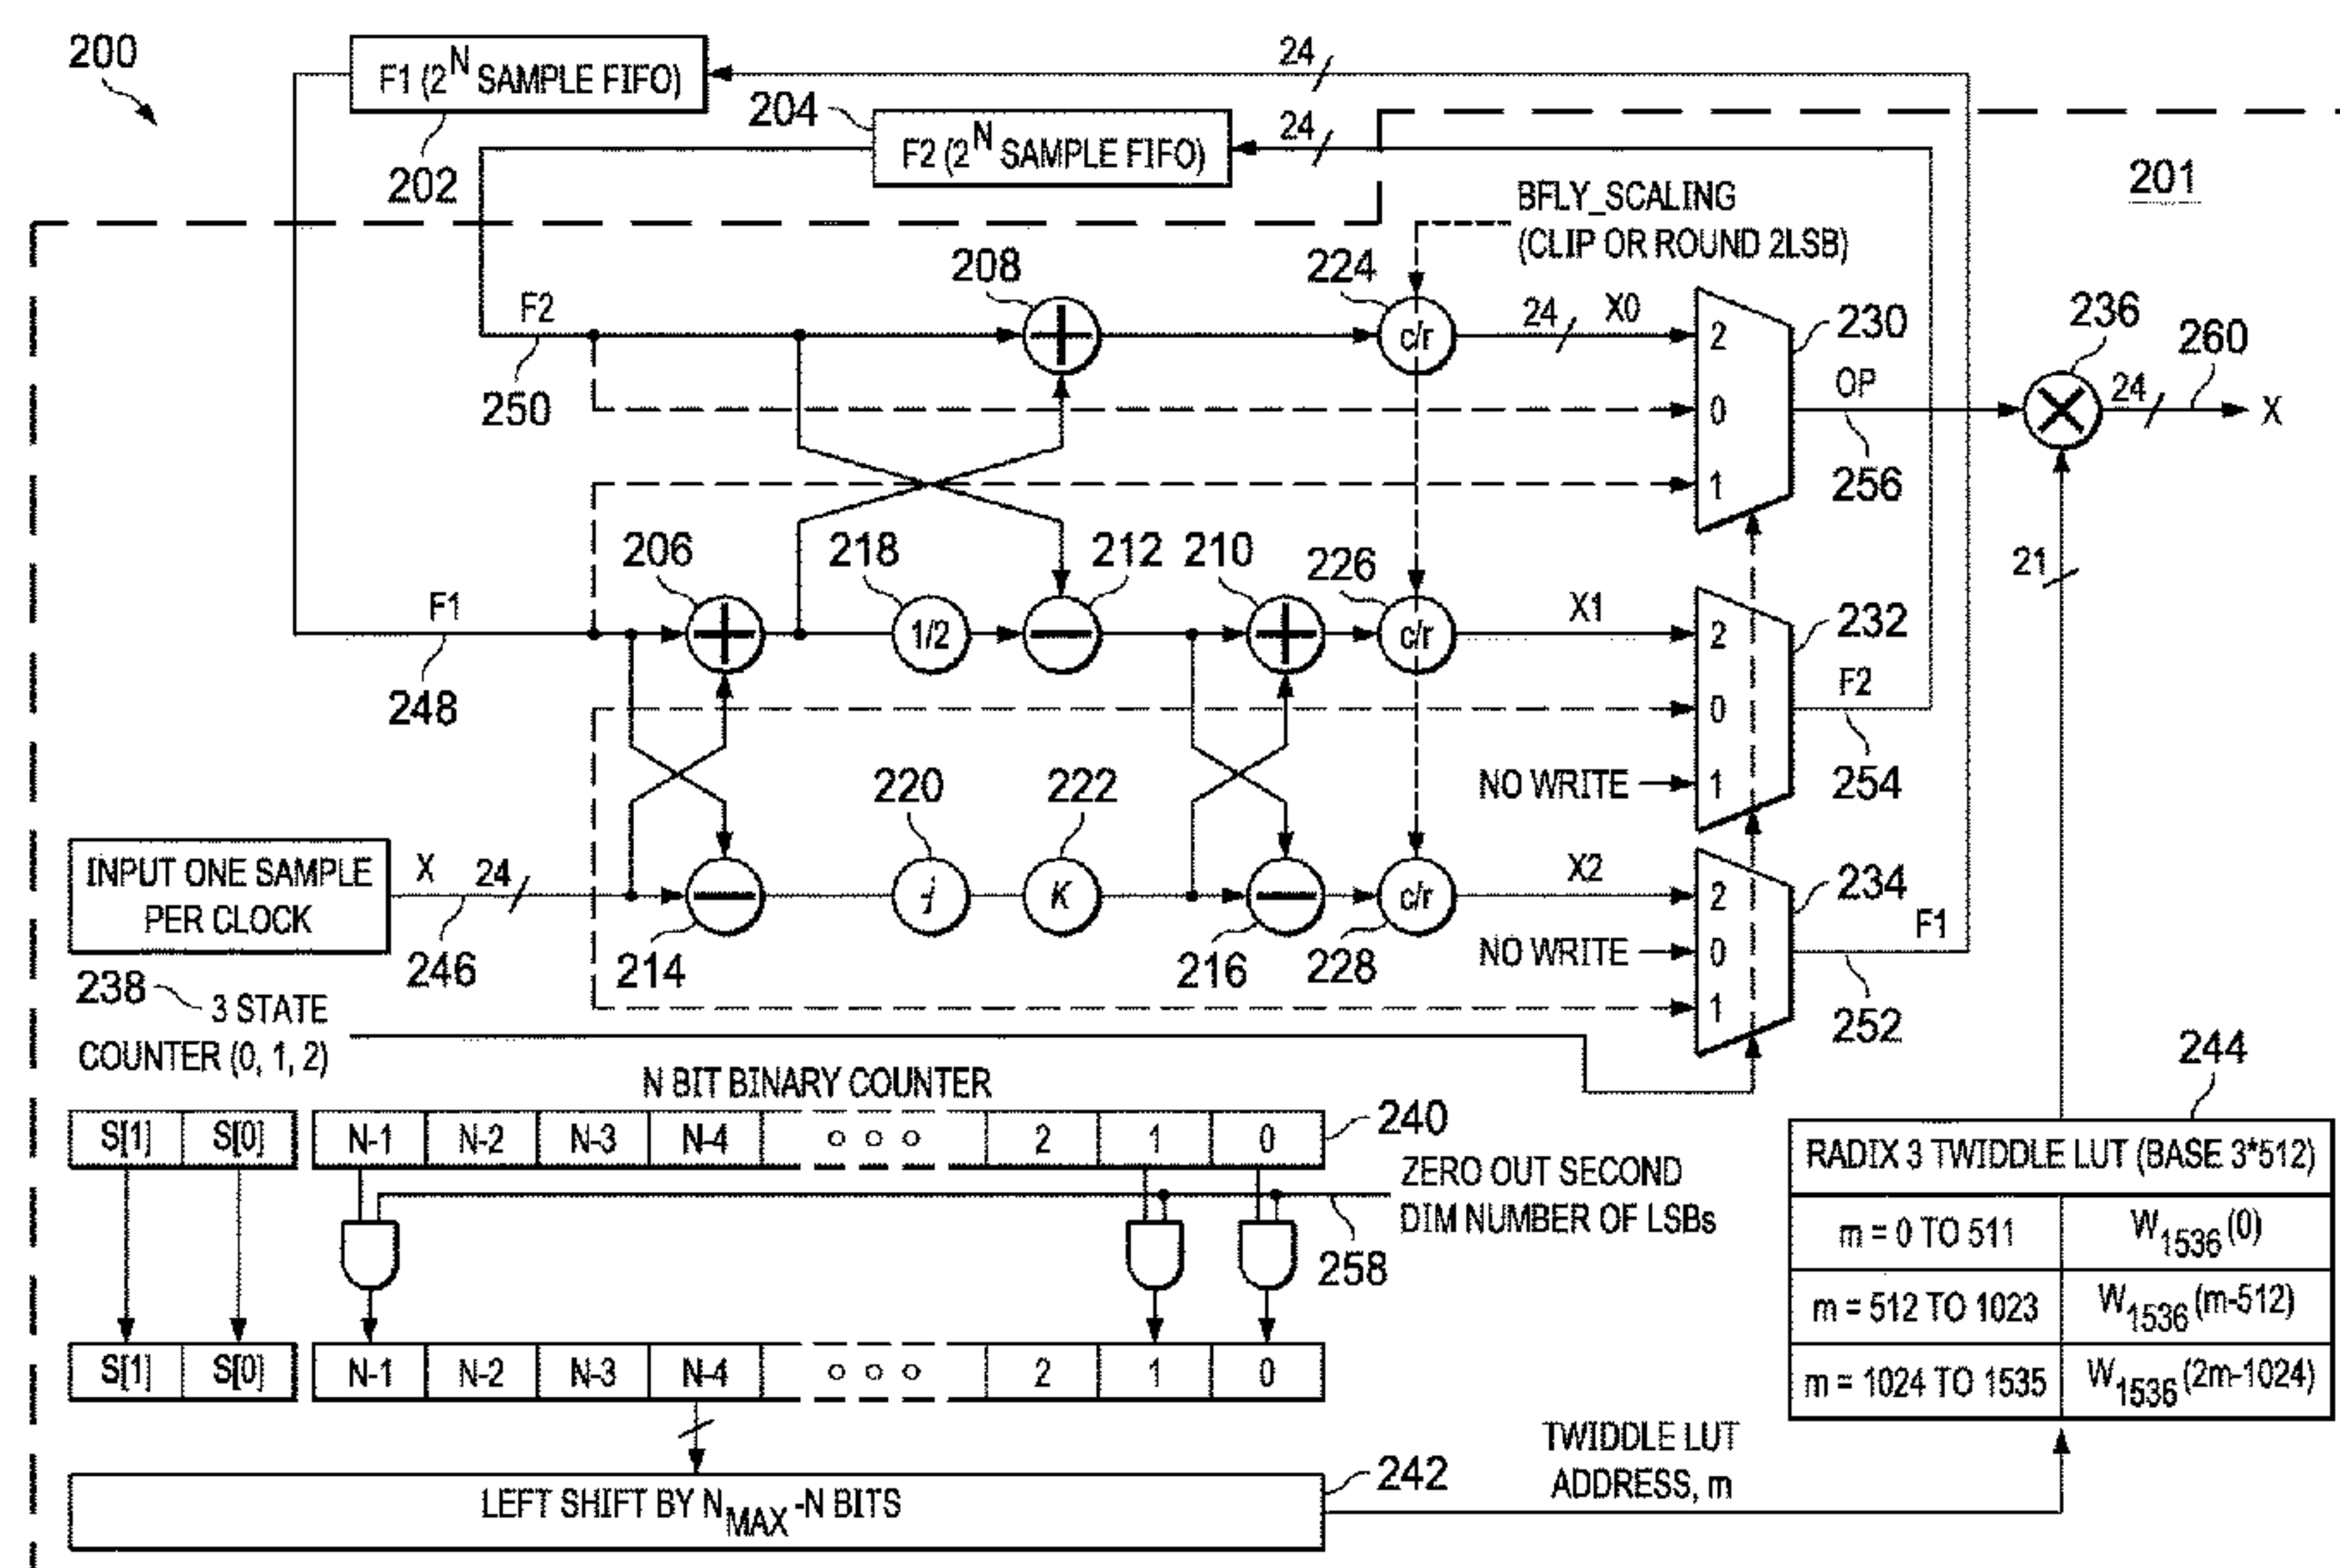 200
F1 (2^N SAMPLE FIFO)
24
204
F2 (2^N SAMPLE FIFO)
24
202
201
BFLY_SCALING
(CLIP OR ROUND 2LSB)
208
224
F2
24
X0
230
236
260
c/r
2
250
OP
24
0
X
256
1
206
218
212
210
226
21
F1
X1
232
1/2
c/r
2
248
F2
0
220
222
NO WRITE
1
254
INPUT ONE SAMPLE
PER CLOCK
X
24
X2
234
-j
K
c/r
2
F1
246
214
216
228
NO WRITE
0
238
3 STATE
COUNTER (0, 1, 2)
1
252
244
N BIT BINARY COUNTER
S[1]
S[0]
N-1
N-2
N-3
N-4
2
1
0
240
RADIX 3 TWIDDLE LUT (BASE 3*512)
ZERO OUT SECOND
DIM NUMBER OF LSBs
m = 0 TO 511
W1536(0)
258
m = 512 TO 1023
W1536(m-512)
S[1]
S[0]
N-1
N-2
N-3
N-4
2
1
0
m = 1024 TO 1535
W1536(2m-1024)
LEFT SHIFT BY NMAX-N BITS
242
TWIDDLE LUT
ADDRESS, m